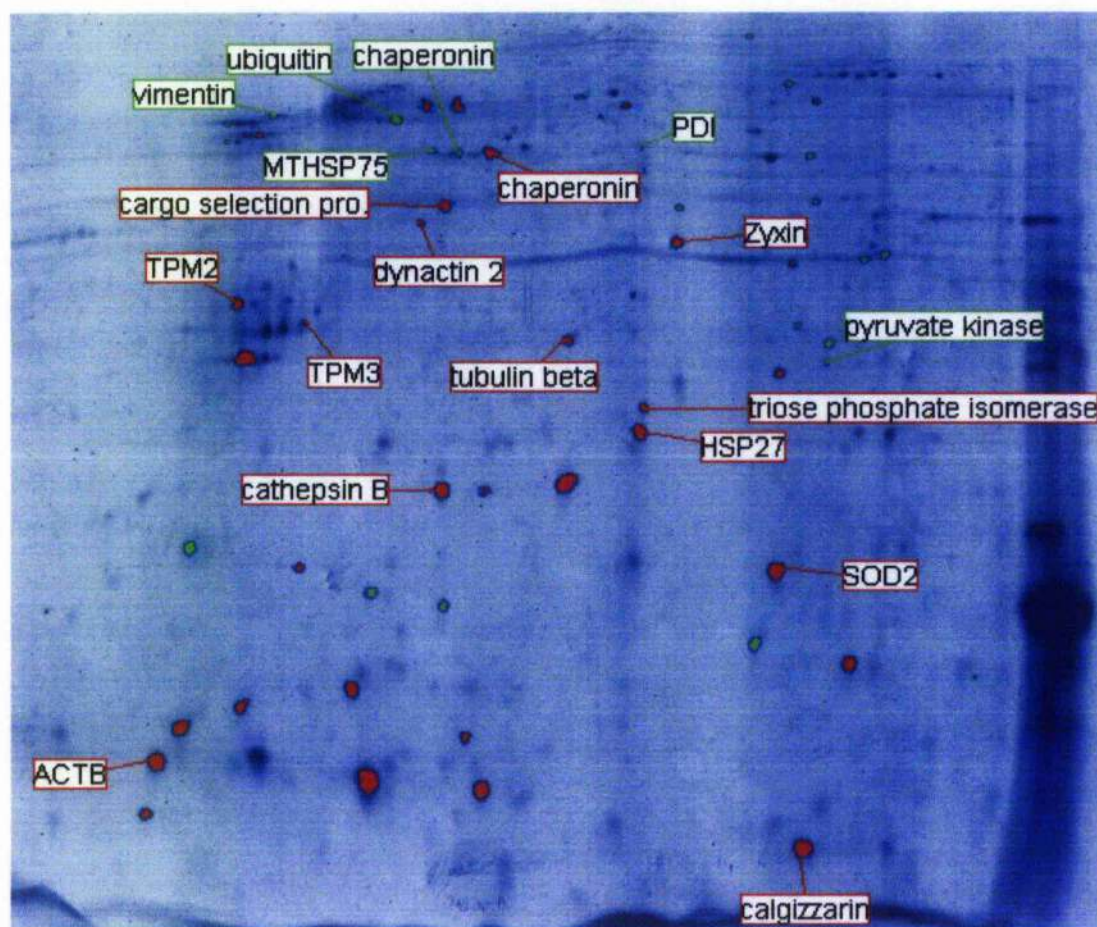 chaperonin
ubiquitin
vimentin
PDI
MTHSP75
chaperonin
cargo selection pro.
Zyxin
dynactin 2
TPM2
pyruvate kinase
TPM3
tubulin beta
triose phosphate isomerase
HSP27
cathepsin B
SOD2
ACTB
calgizzarin